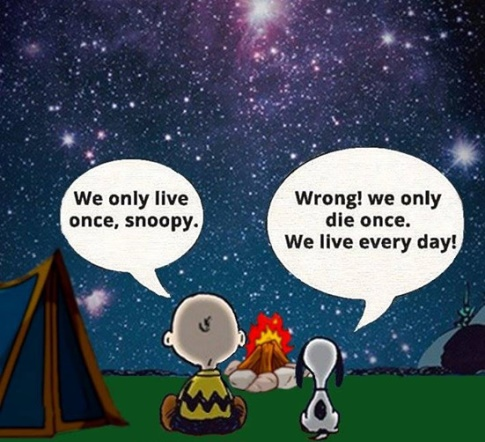 We only live
once, snoopy.
Wrong! we only
die once.
We live every day!